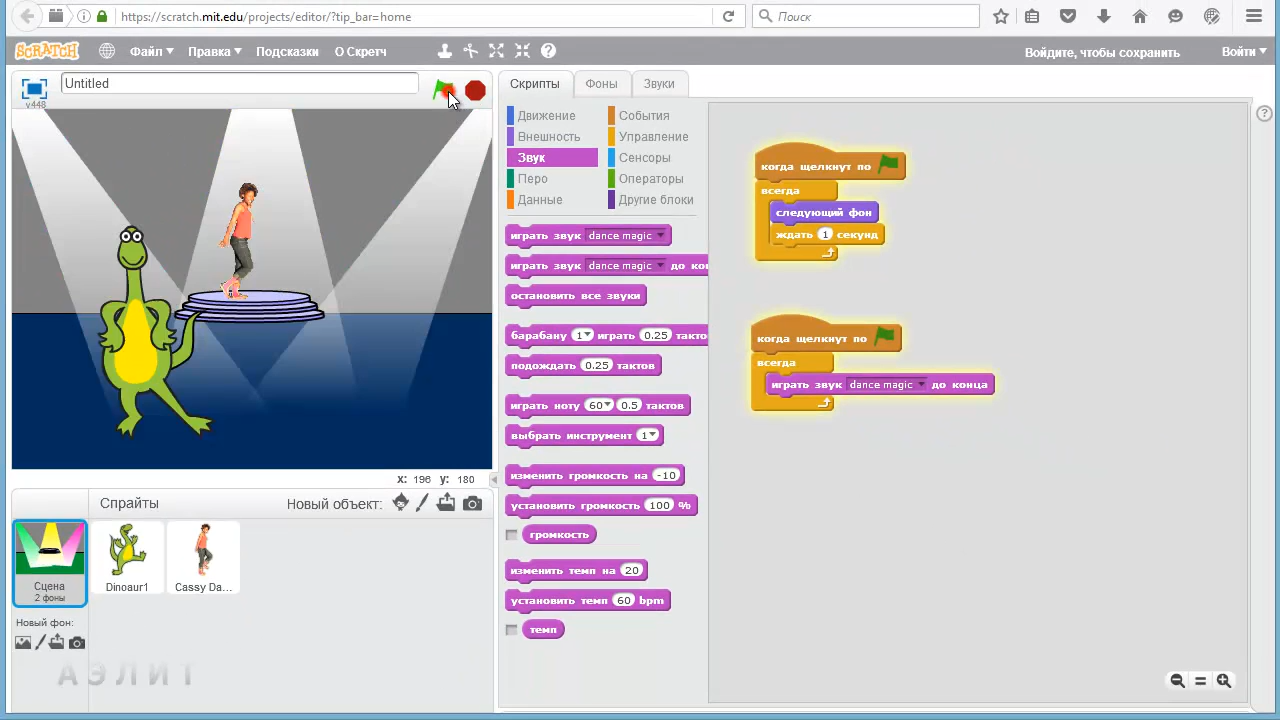 https://scratch.mit.edu/projects/editor/?tip_bar=home
Поиск
SCRATCH
Файл
Правка
Подсказки
О Скретч
Войдите, чтобы сохранить
Войти
Untitled
v448
Скрипты
Фоны
Звуки
Движение
События
Внешность
Управление
Звук
Сенсоры
Перо
Операторы
Данные
Другие блоки
играть звук dance magic
играть звук dance magic до кон
остановить все звуки
барабану 1 играть 0.25 такто
подождать 0.25 тактов
играть ноту 60 0.5 тактов
выбрать инструмент 1
изменить громкость на -10
установить громкость 100 %
громкость
изменить темп на 20
установить темп 60 bpm
темп
когда щелкнут по
всегда
следующий фон
ждать 1 секунд
когда щелкнут по
всегда
играть звук dance magic до конца
x: 196 y: 180
Спрайты
Новый объект:
Сцена
2 фоны
Dinoaur1
Cassy Da...
Новый фон:
АЭЛИТ